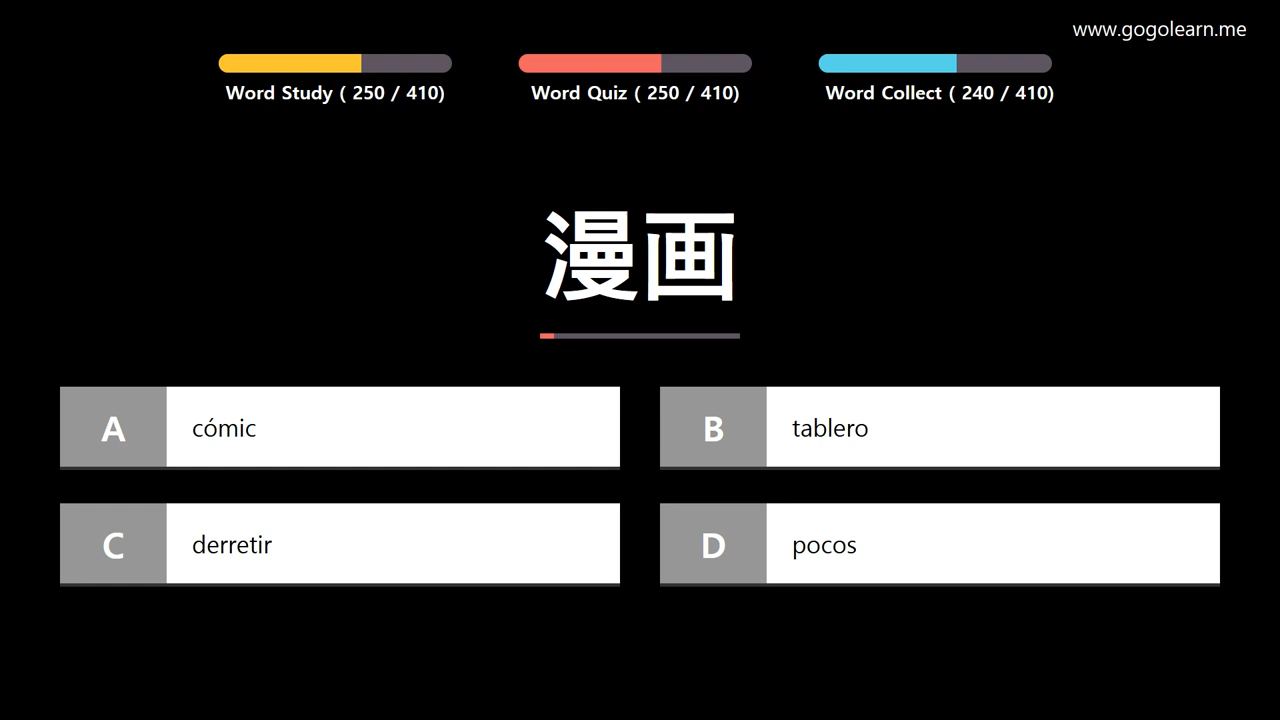 www.gogolearn.me
Word Study ( 250 / 410)
Word Quiz ( 250 / 410)
Word Collect ( 240 / 410)
漫画
A cómic
B tablero
C derretir
D pocos